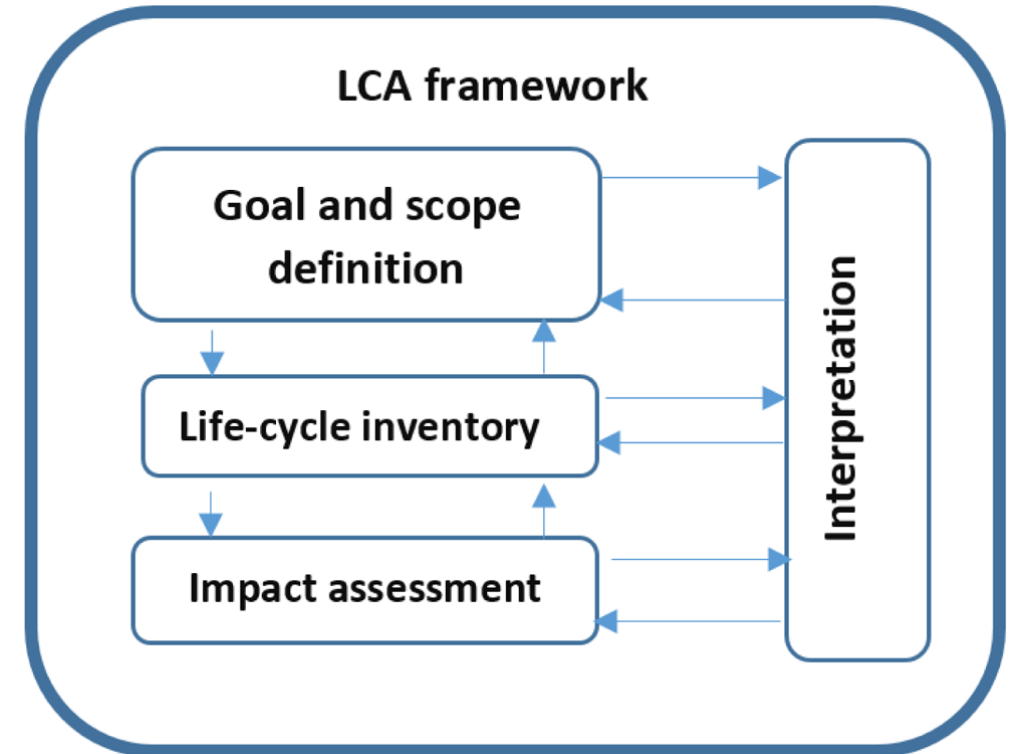 LCA framework
Goal and scope
definition
Life-cycle inventory
Impact assessment
Interpretation